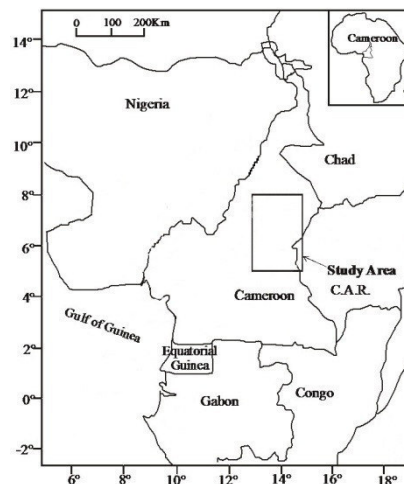 14°
0 100 200Km
Cameroon
Nigeria
12°
10°
Chad
8°
6°
Study Area
C.A.R.
Cameroon
4°
Gulf of Guinea
2°
Equatorial
Guinea
0°
Gabon
Congo
-2°
6° 8° 10° 12° 14° 16° 18°